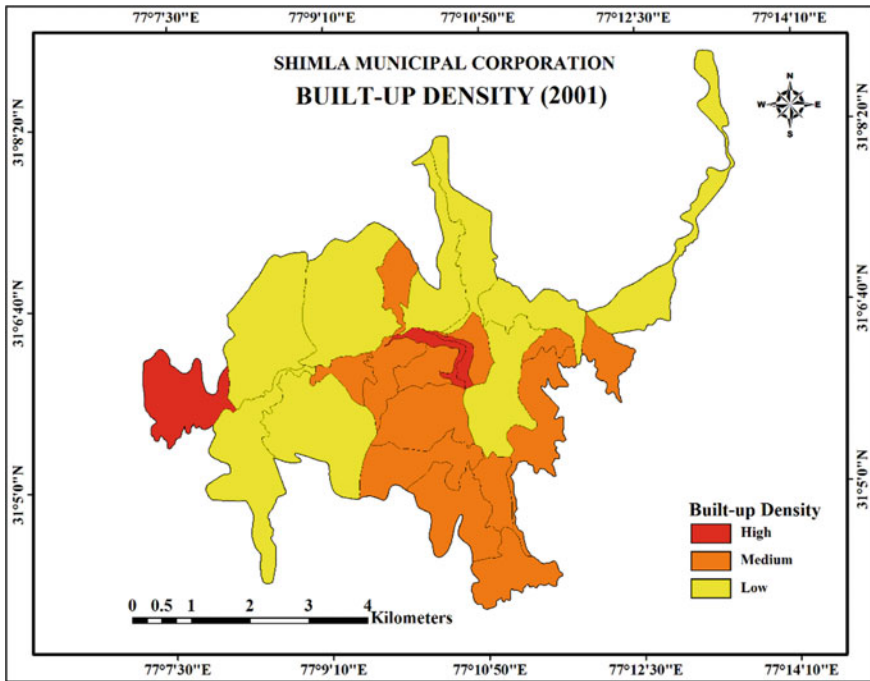 77°7'30"E 77°9'10"E 77°10'50"E 77°12'30"E 77°14'10"E
SHIMLA MUNICIPAL CORPORATION
BUILT-UP DENSITY (2001)
N
W E
S
31°8'20"N 31°8'20"N
31°6'40"N 31°6'40"N
31°5'0"N 31°5'0"N
Built-up Density
High
Medium
Low
0 0.5 1 2 3 4
Kilometers
77°7'30"E 77°9'10"E 77°10'50"E 77°12'30"E 77°14'10"E